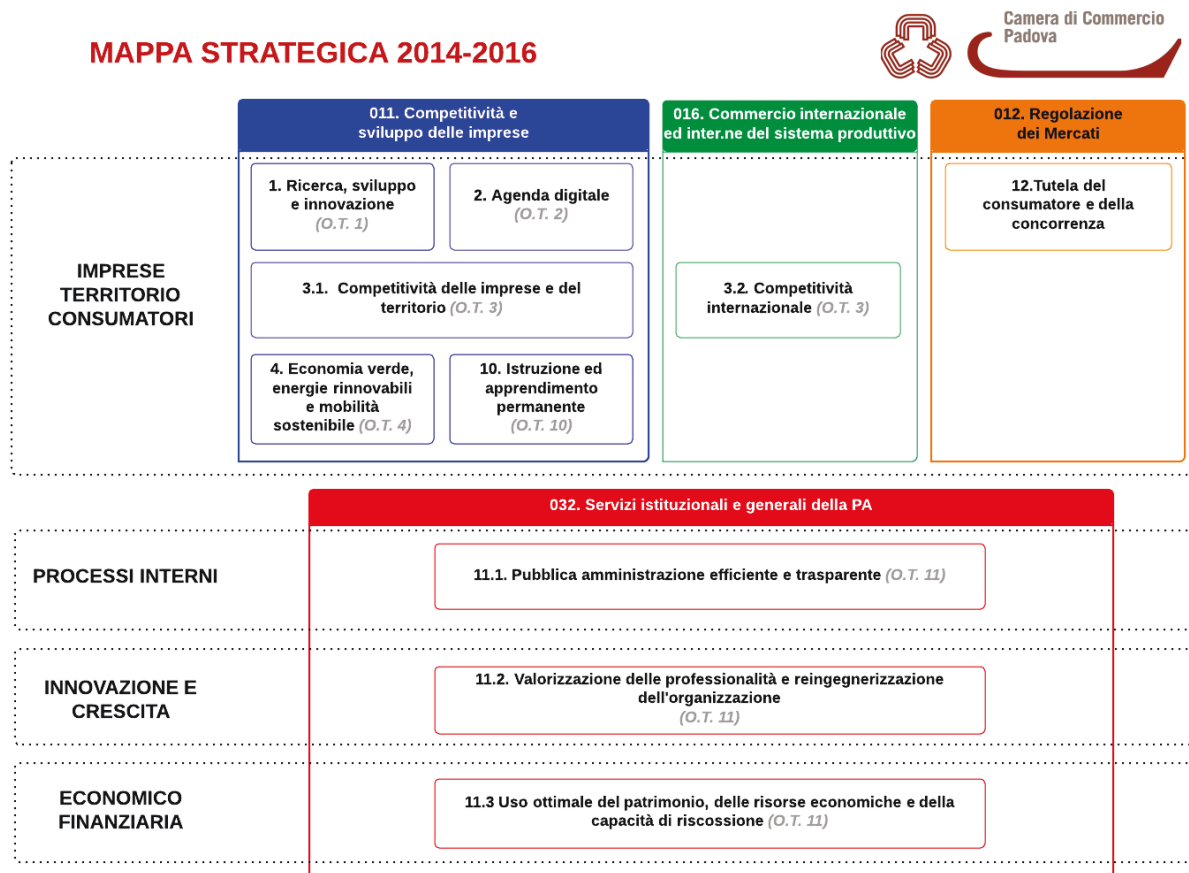 Camera di Commercio
Padova
MAPPA STRATEGICA 2014-2016
011. Competitività e
sviluppo delle imprese
016. Commercio internazionale
ed inter.ne del sistema produttivo
012. Regolazione
dei Mercati
IMPRESE
TERRITORIO
CONSUMATORI
1. Ricerca, sviluppo
e innovazione
(O.T. 1)
2. Agenda digitale
(O.T. 2)
12.Tutela del
consumatore e della
concorrenza
3.1. Competitività delle imprese e del
territorio (O.T. 3)
3.2. Competitività
internazionale (O.T. 3)
4. Economia verde,
energie rinnovabili
e mobilità
sostenibile (O.T. 4)
10. Istruzione ed
apprendimento
permanente
(O.T. 10)
032. Servizi istituzionali e generali della PA
PROCESSI INTERNI
11.1. Pubblica amministrazione efficiente e trasparente (O.T. 11)
INNOVAZIONE E
CRESCITA
11.2. Valorizzazione delle professionalità e reingegnerizzazione
dell'organizzazione
(O.T. 11)
ECONOMICO
FINANZIARIA
11.3 Uso ottimale del patrimonio, delle risorse economiche e della
capacità di riscossione (O.T. 11)